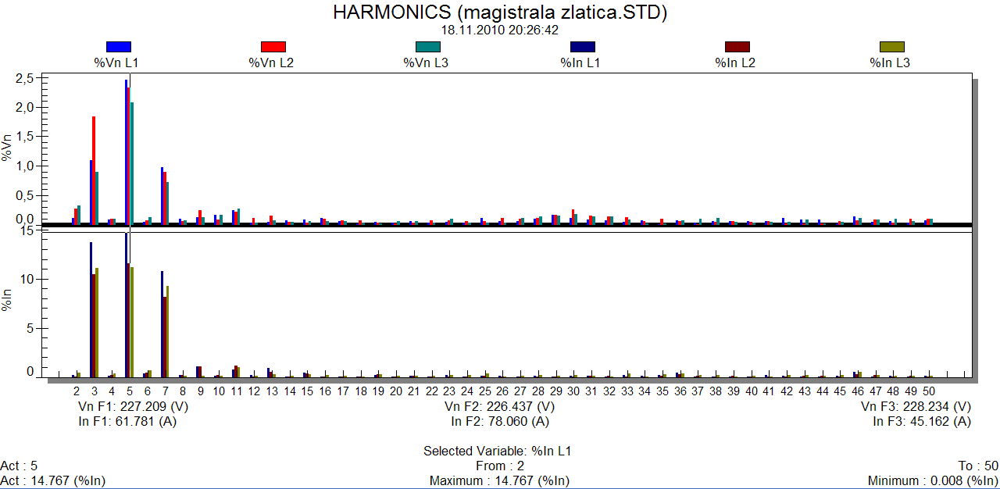 HARMONICS (magistrala zlatica.STD)
18.11.2010 20:26:42
%Vn L1 %Vn L2 %Vn L3 %In L1 %In L2 %In L3
2,5
2,0
1,5
1,0
0,5
0,0
%Vn
15
10
5
0
%In
2 3 4 5 6 7 8 9 10 11 12 13 14 15 16 17 18 19 20 21 22 23 24 25 26 27 28 29 30 31 32 33 34 35 36 37 38 39 40 41 42 43 44 45 46 47 48 49 50
Vn F1: 227.209 (V) Vn F2: 226.437 (V) Vn F3: 228.234 (V)
In F1: 61.781 (A) In F2: 78.060 (A) In F3: 45.162 (A)
Selected Variable: %In L1
Act : 5 From : 2 To : 50
Act : 14.767 (%In) Maximum : 14.767 (%In) Minimum : 0.008 (%In)